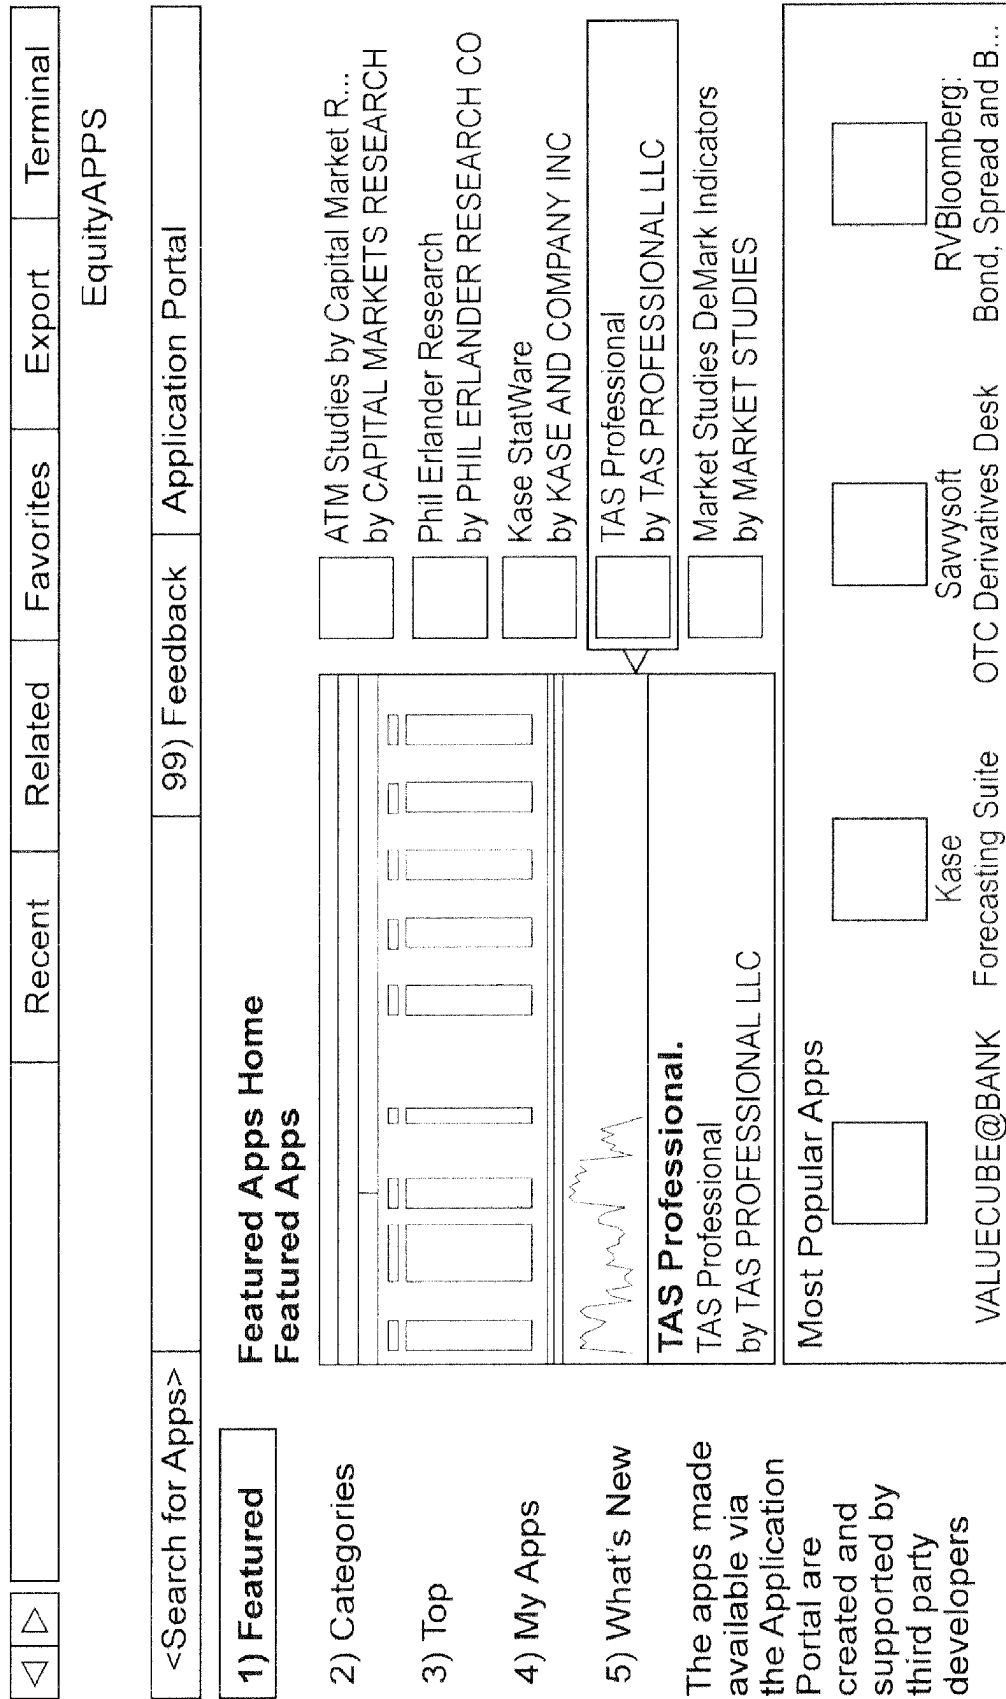 Recent Related Favorites Export Terminal
EquityAPPS
<Search for Apps> 99) Feedback Application Portal
1) Featured
2) Categories
3) Top
4) My Apps
5) What's New
The apps made
available via
the Application
Portal are
created and
supported by
third party
developers
Featured Apps Home
Featured Apps
TAS Professional.
TAS Professional
by TAS PROFESSIONAL LLC
ATM Studies by Capital Market R...
by CAPITAL MARKETS RESEARCH
Phil Erlander Research
by PHIL ERLANDER RESEARCH CO
Kase StatWare
by KASE AND COMPANY INC
TAS Professional
by TAS PROFESSIONAL LLC
Market Studies DeMark Indicators
by MARKET STUDIES
Most Popular Apps
VALUECUBE@BANK
Kase
Forecasting Suite
Savvysoft
OTC Derivatives Desk
RVBloomberg:
Bond, Spread and B...